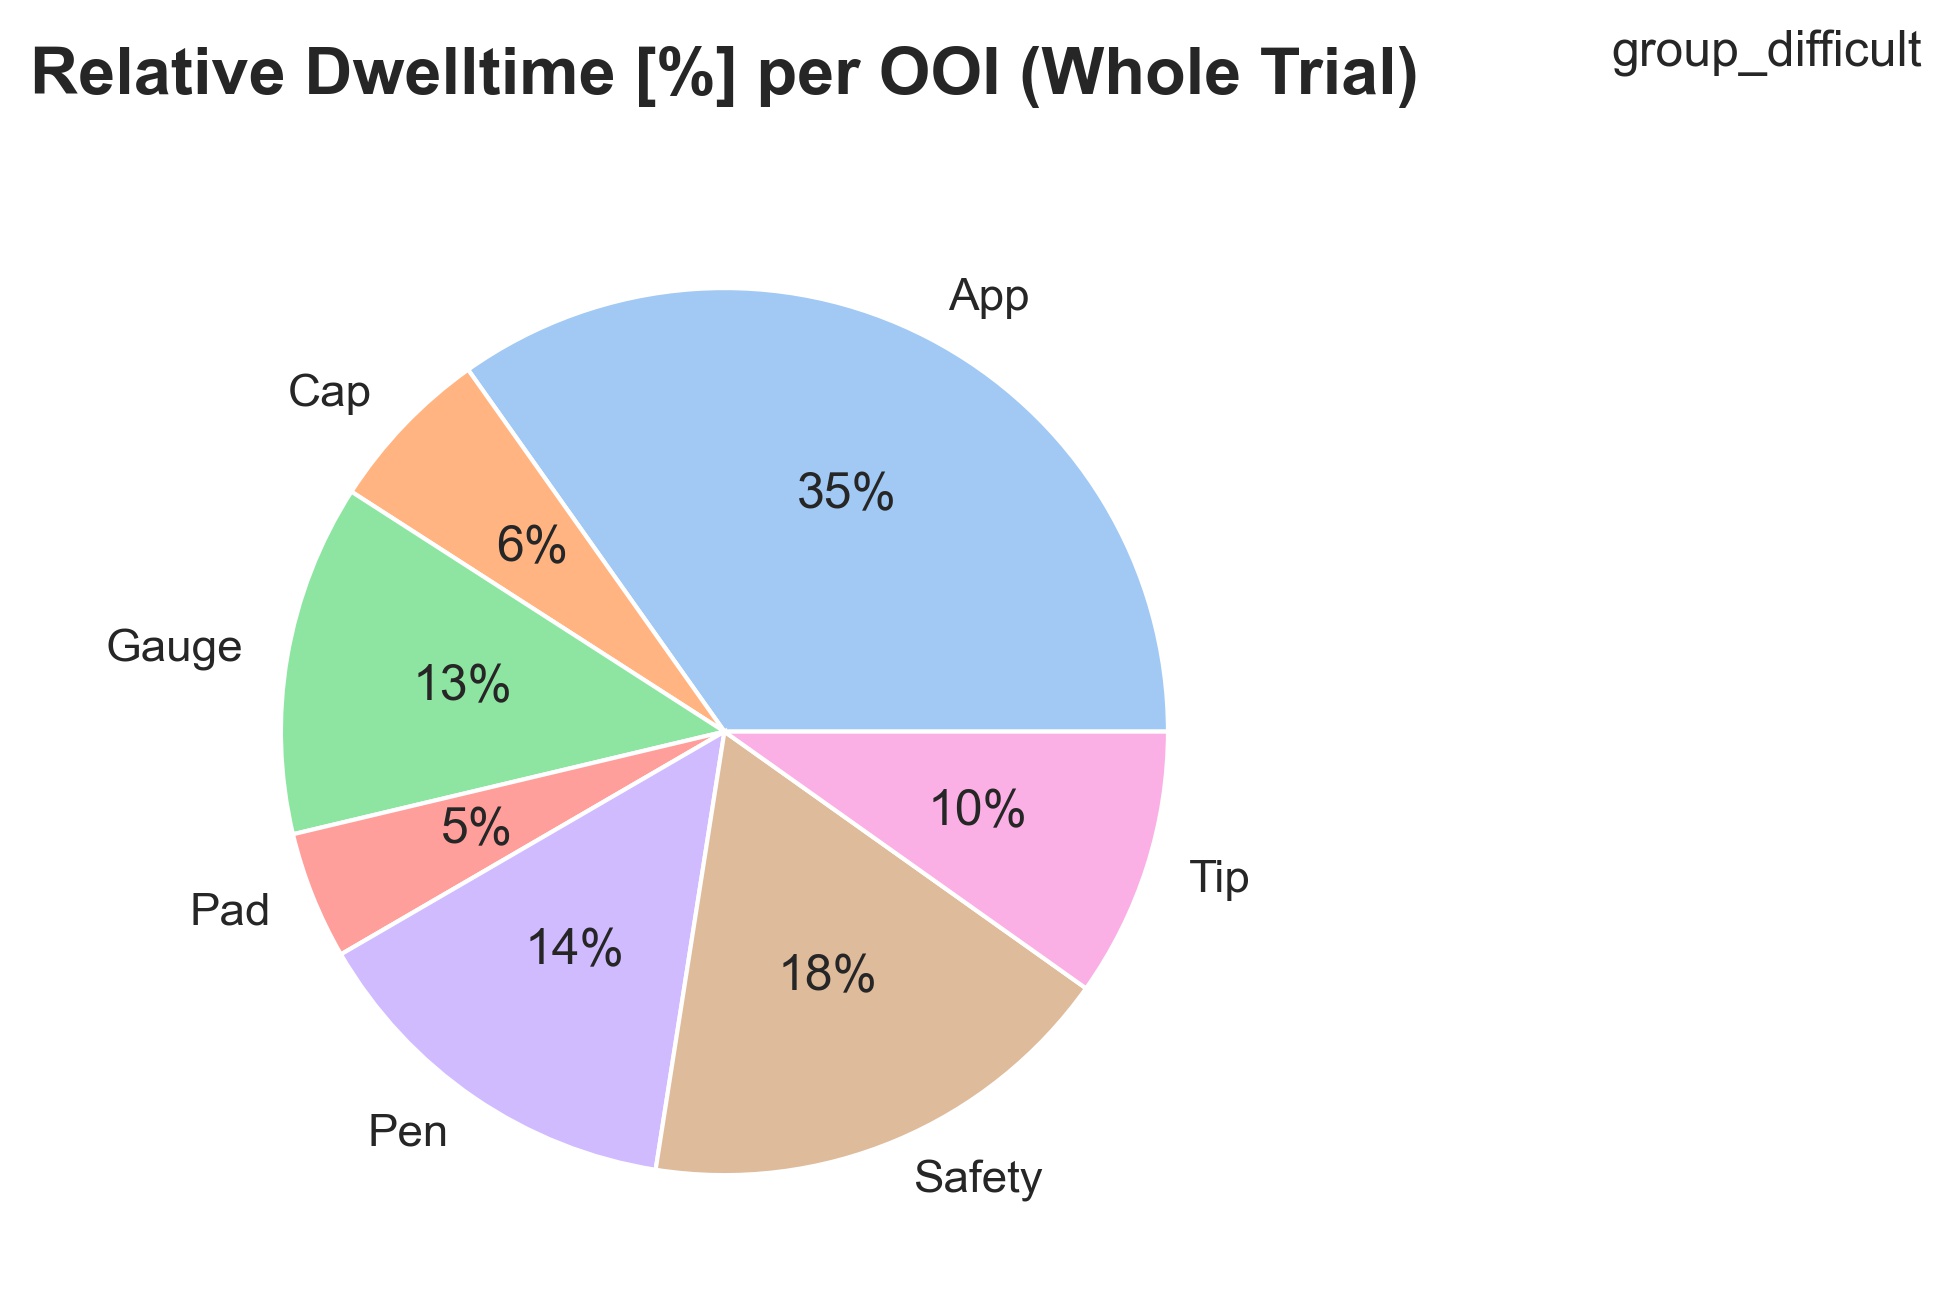 Relative Dwelltime [%] per OOI (Whole Trial)
group_difficult
App
35%
Cap
6%
Gauge
13%
Pad
5%
Pen
14%
Safety
18%
Tip
10%